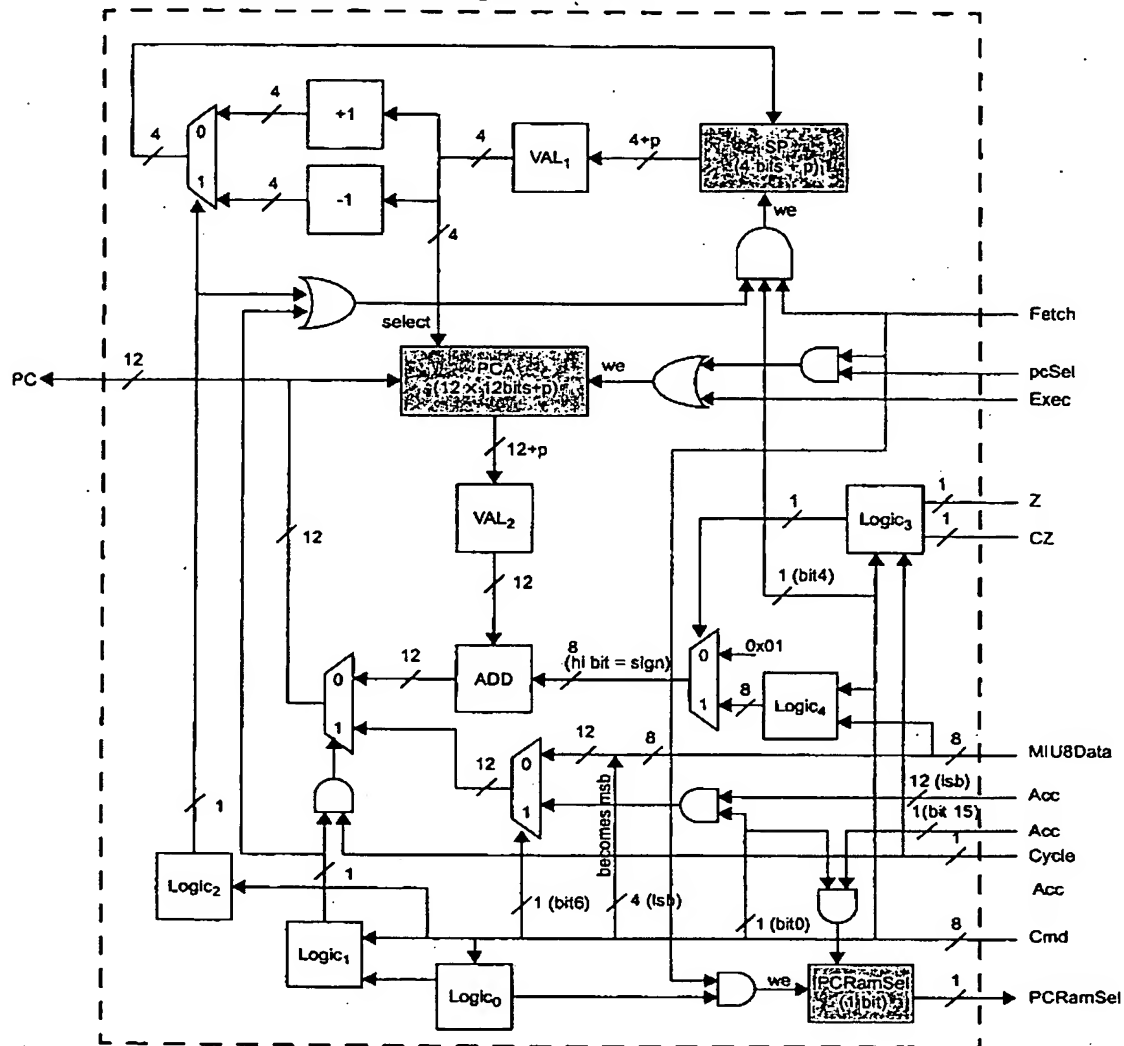 4
+1
4
0
4
VAL₁
4+p
SP
(4 bits + p)
1
4
-1
we
4
select
Fetch
12
PC
PCA
(12 × 12bits+p)
we
pcSel
Exec
12+p
1
Logic₃
1
Z
1
CZ
VAL₂
12
12
1 (bit4)
0
0x01
12
ADD
8
(hi bit = sign)
0
8
Logic₄
1
1
12
8
8
MIU8Data
12
0
12 (lsb)
Acc
1
becomes msb
1(bit 15)
Acc
1
1
Cycle
Logic₂
1
Acc
1 (bit6)
4 (lsb)
1 (bit0)
8
Cmd
Logic₁
Logic₀
we
PCRamSel
(1 bit)
1
PCRamSel